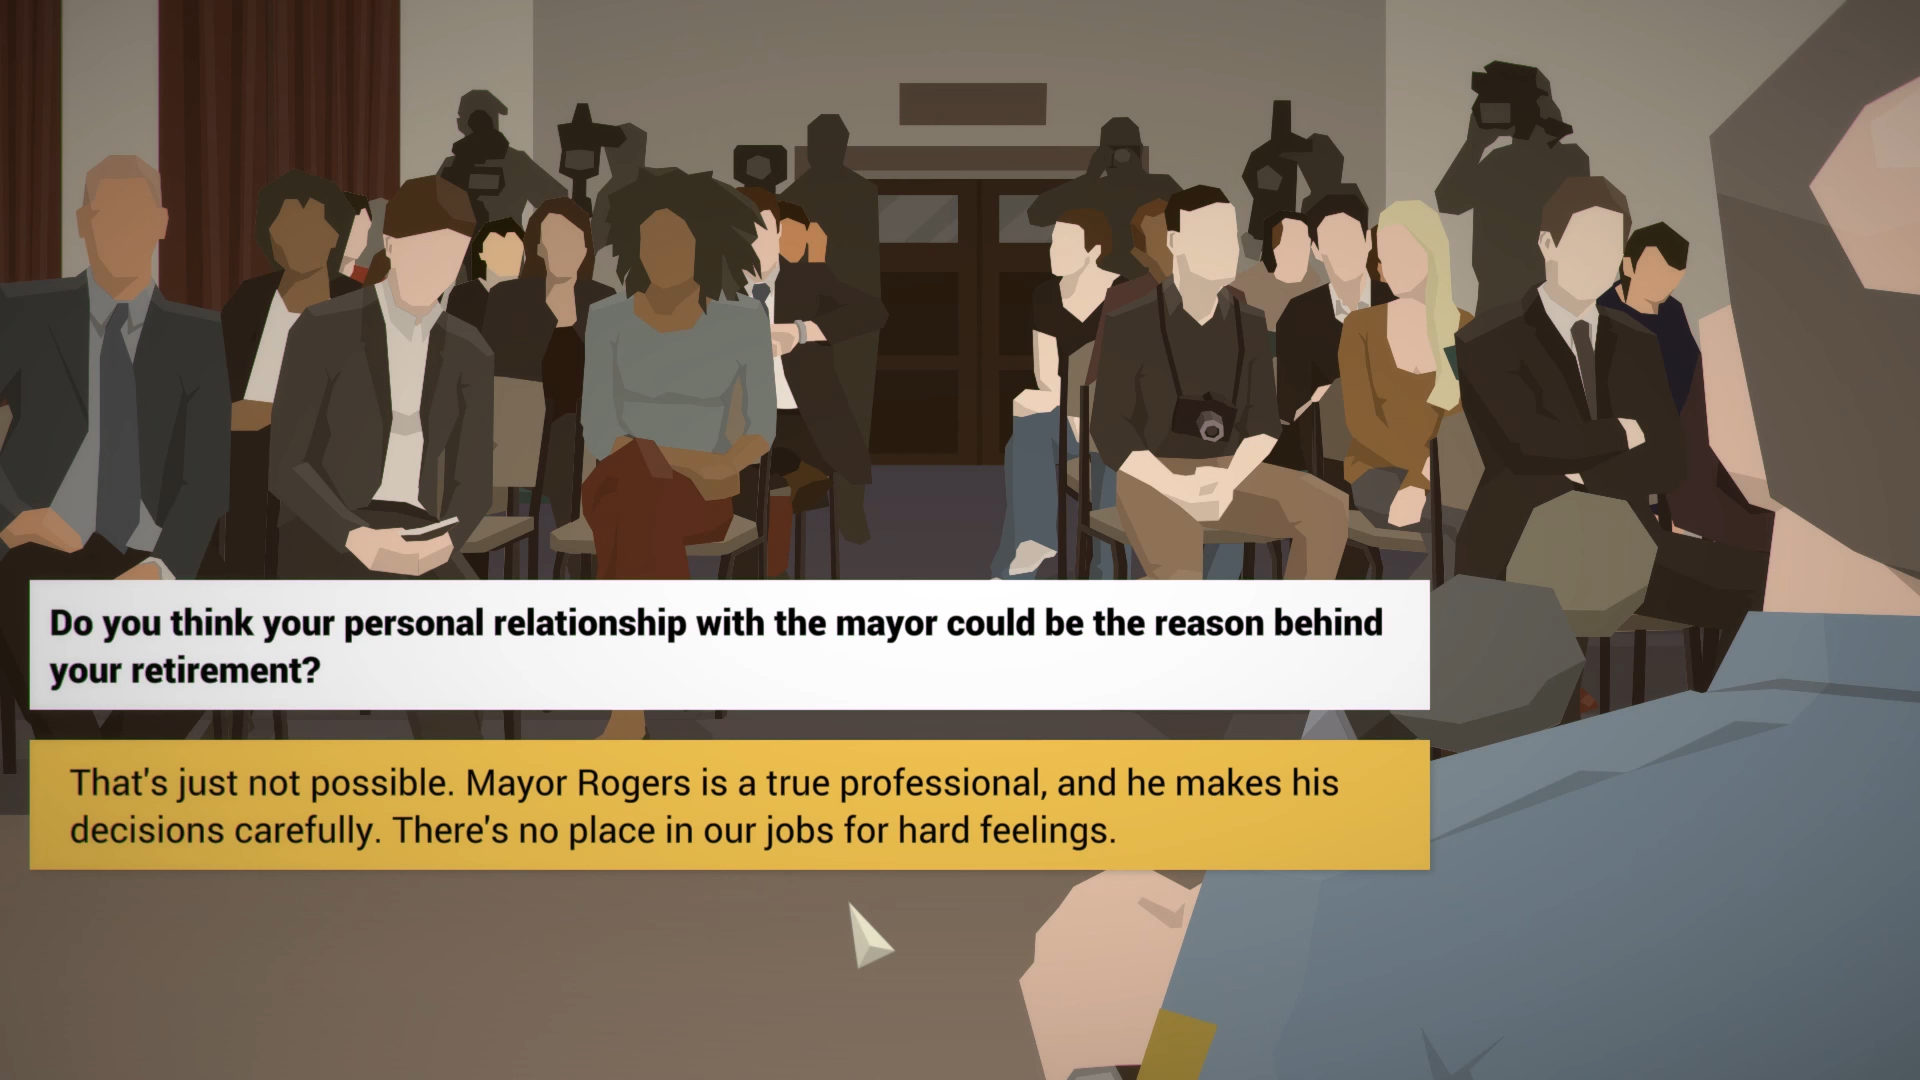 Do you think your personal relationship with the mayor could be the reason behind
your retirement?
That's just not possible. Mayor Rogers is a true professional, and he makes his
decisions carefully. There's no place in our jobs for hard feelings.